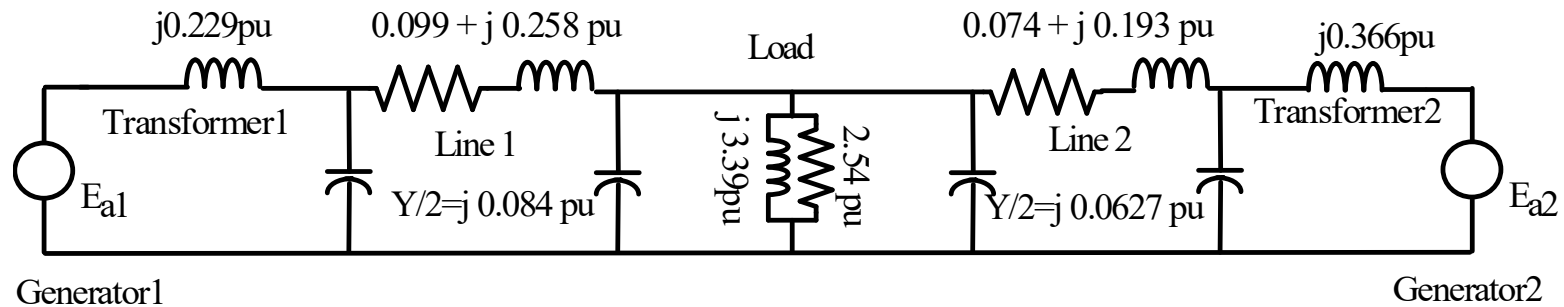 j0.229pu
0.099 + j 0.258 pu
Load
0.074 + j 0.193 pu
j0.366pu
Transformer1
Line 1
j 3.39pu
2.54 pu
Line 2
Transformer2
Ea1
Y/2=j 0.084 pu
Y/2=j 0.0627 pu
Ea2
Generator1
Generator2